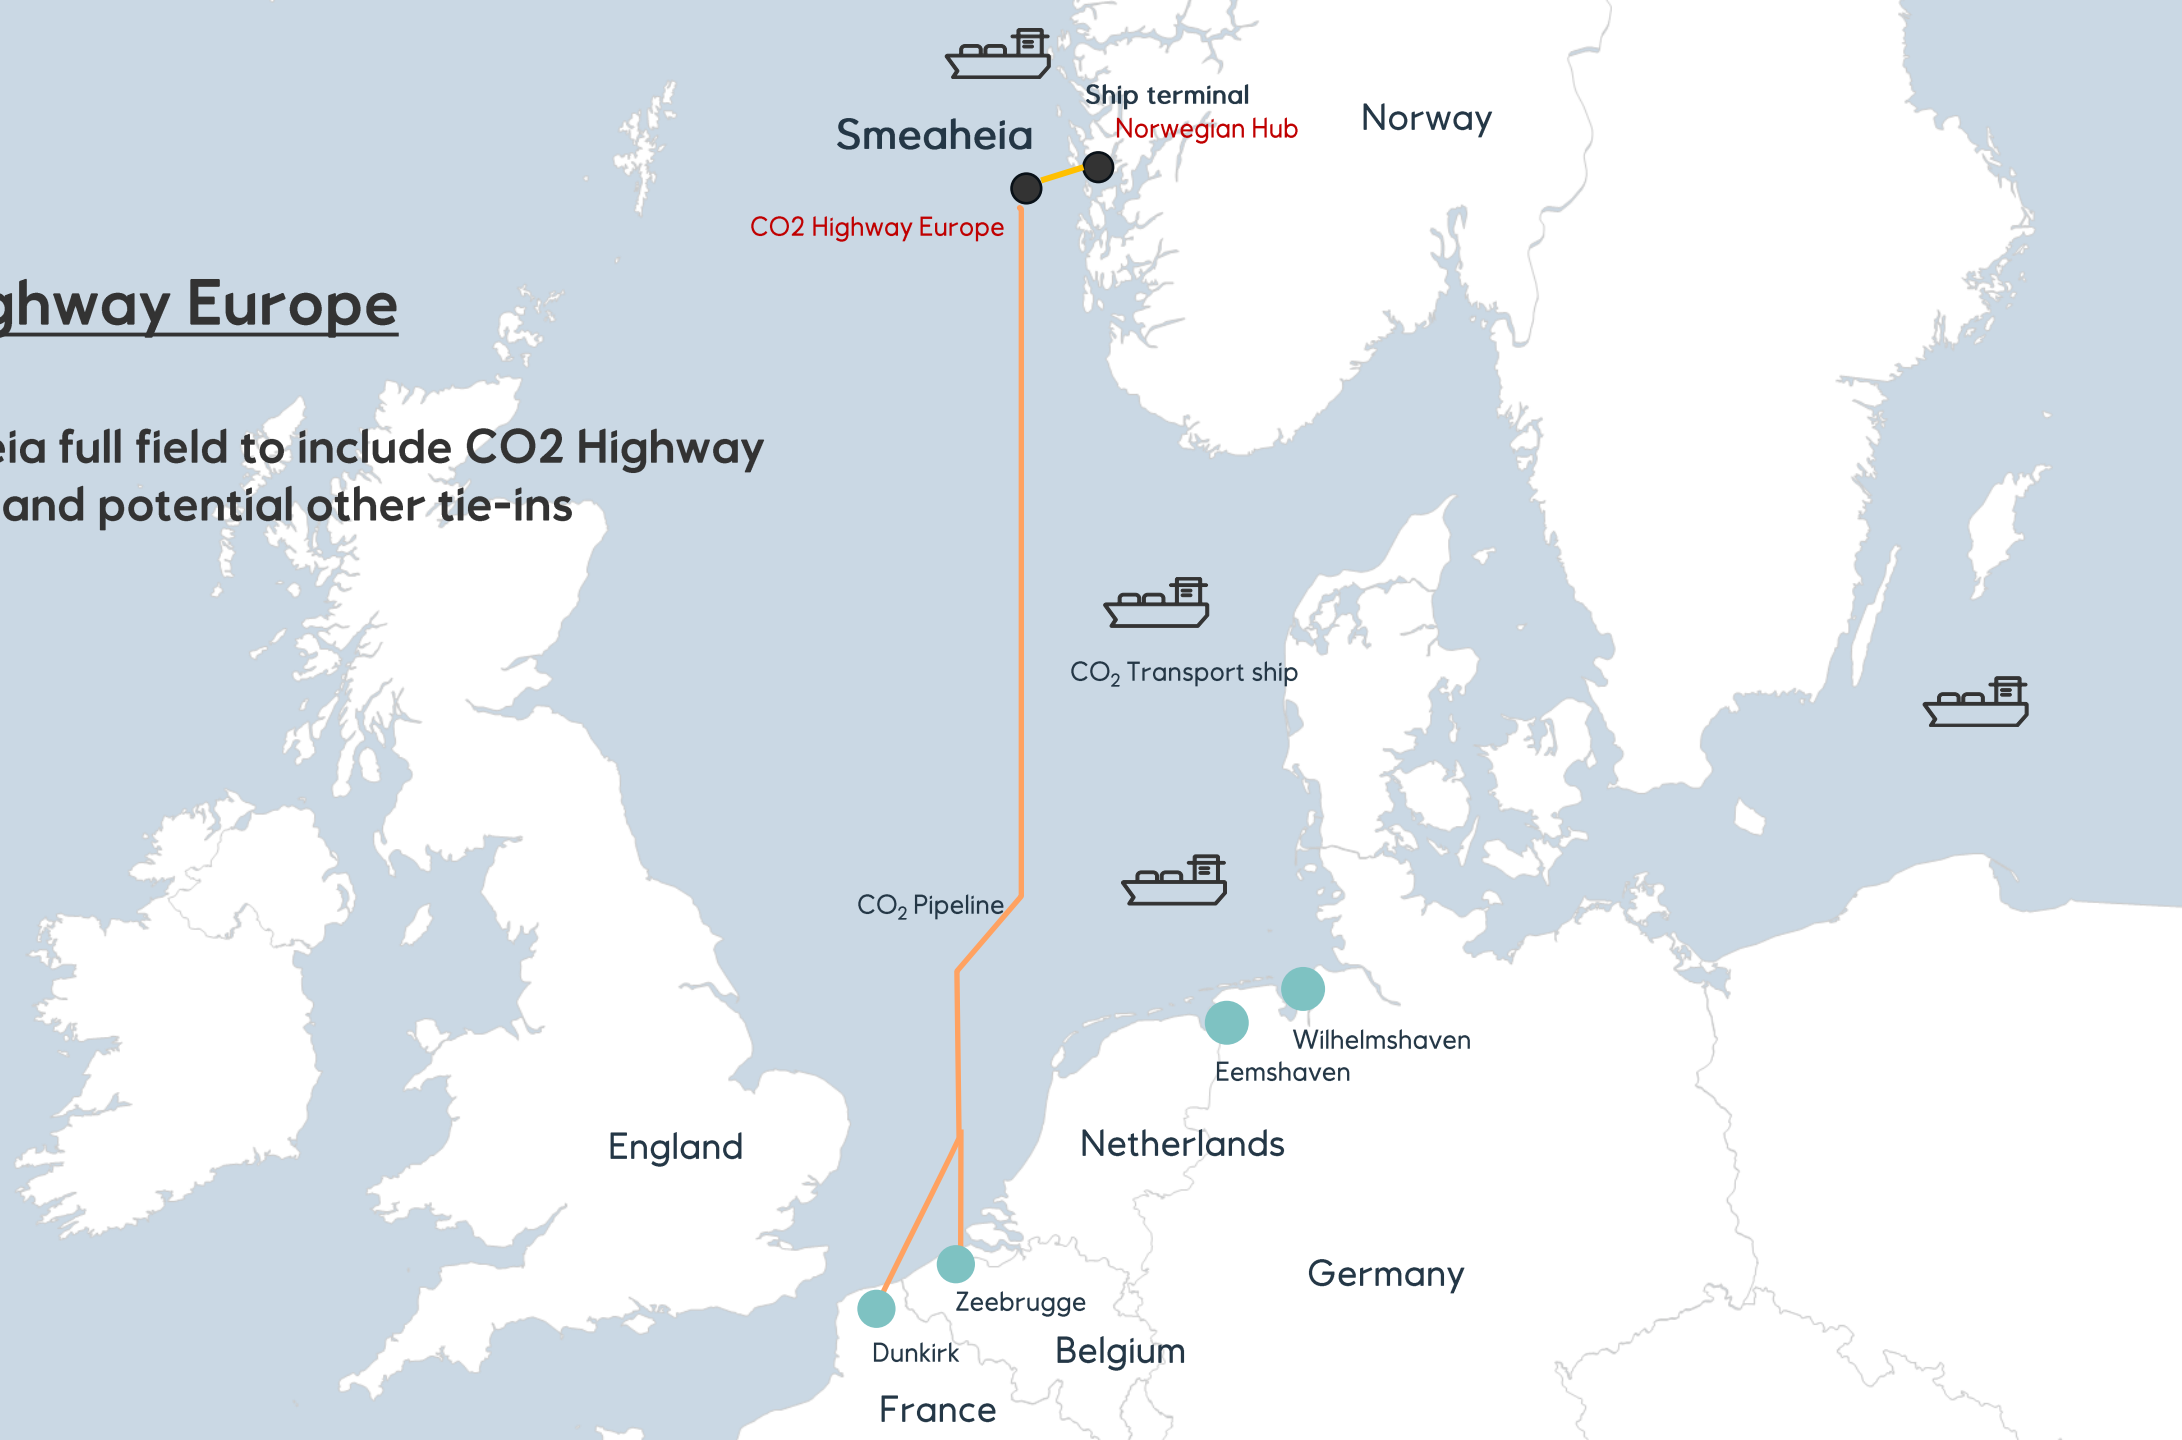 Ship terminal
Norwegian Hub
Norway
Smeaheia
CO2 Highway Europe
ghway Europe
eia full field to include CO2 Highway
and potential other tie-ins
CO₂ Transport ship
CO₂ Pipeline
Wilhelmshaven
Eemshaven
England
Netherlands
Germany
Zeebrugge
Dunkirk
Belgium
France